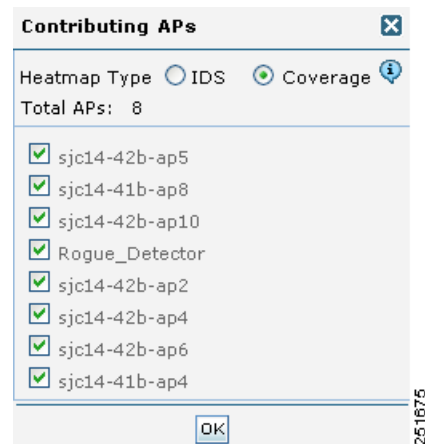 Contributing APs
Heatmap Type IDS Coverage
Total APs: 8
sjc14-42b-ap5
sjc14-41b-ap8
sjc14-42b-ap10
Rogue_Detector
sjc14-42b-ap2
sjc14-42b-ap4
sjc14-42b-ap6
sjc14-41b-ap4
OK
251675